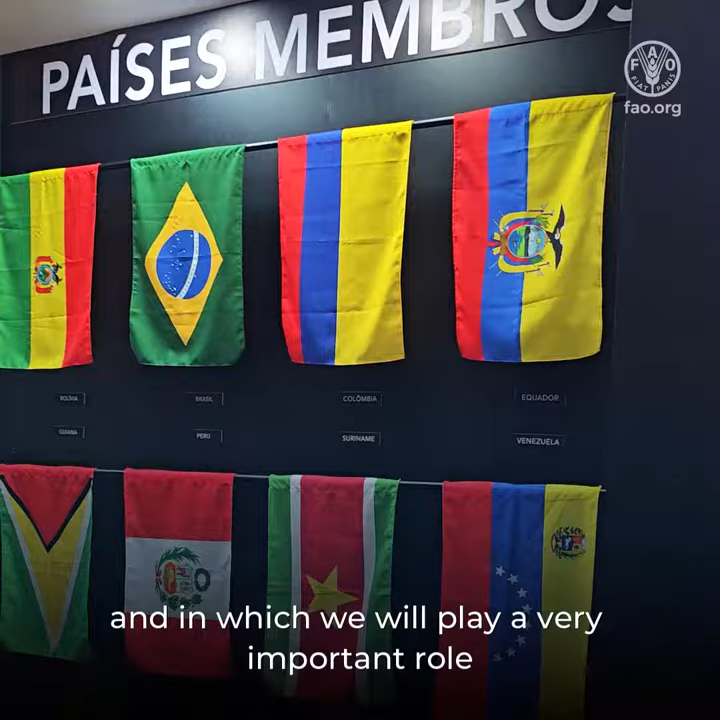 PAÍSES MEMBROS
FAO
FIAT PANIS
fao.org
BOLÍVIA
BRASIL
COLÔMBIA
EQUADOR
GUIANA
PERU
SURINAME
VENEZUELA
and in which we will play a very
important role